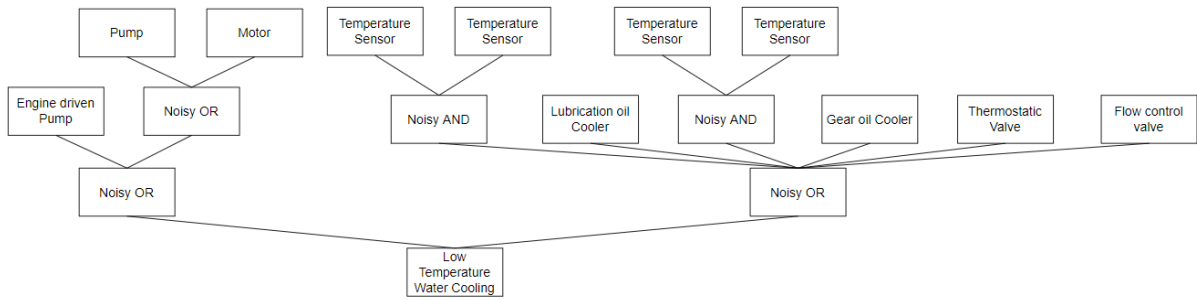 Pump
Motor
Temperature
Sensor
Temperature
Sensor
Temperature
Sensor
Temperature
Sensor
Engine driven
Pump
Noisy OR
Noisy AND
Lubrication oil
Cooler
Noisy AND
Gear oil Cooler
Thermostatic
Valve
Flow control
valve
Noisy OR
Noisy OR
Low
Temperature
Water Cooling